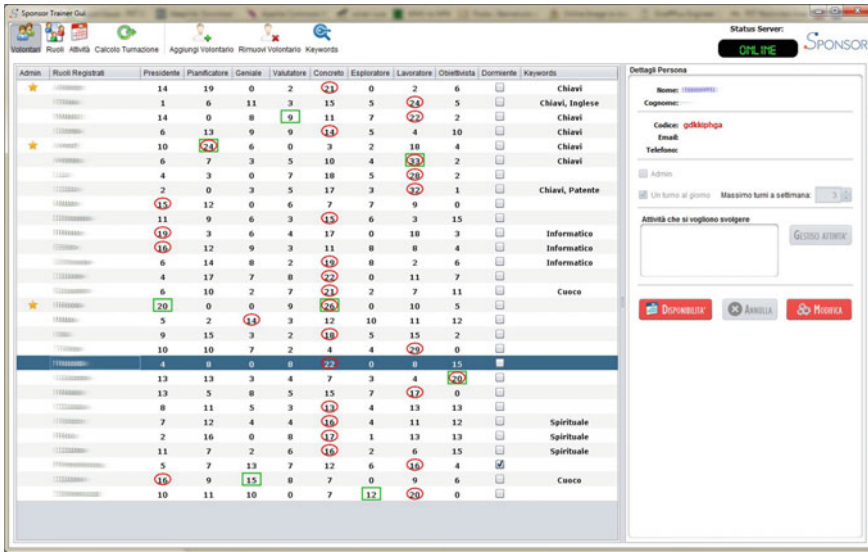 Sponsor Trainer Gui
Volontari Ruoli Attività Calcolo Turnazione Aggiungi Volontario Rimuovi Volontario Keywords
Status Server:
ONLINE
SPONSOR
Admin Ruoli Registrati Presidente Pianificatore Geniale Valutatore Concreto Esploratore Lavoratore Obiettivista Dormiente Keywords
14 19 0 2 21 0 2 6 Chiavi
1 6 11 3 15 5 24 5 Chiavi, Inglese
14 0 8 9 11 7 22 2 Chiavi
6 13 9 9 14 5 4 10 Chiavi
10 24 6 0 3 2 18 4 Chiavi
6 7 3 5 10 4 33 2 Chiavi
4 3 0 7 18 5 28 2
2 0 3 5 17 3 32 1 Chiavi, Patente
15 12 0 6 7 7 9 0
11 9 6 3 15 6 3 15
19 3 6 4 17 0 18 3 Informatico
16 12 9 3 11 8 8 4 Informatico
6 14 8 2 19 8 2 6 Informatico
4 17 7 8 22 0 11 7
6 10 2 7 21 2 7 11 Cuoco
20 0 0 9 26 0 10 5
5 2 14 3 12 10 11 12
9 15 3 2 18 5 15 2
10 10 7 2 4 4 29 0
4 8 0 8 22 0 8 15
13 13 3 4 7 3 4 20
13 5 8 5 15 7 17 0
8 11 5 3 13 4 13 13
7 12 4 4 16 4 11 12 Spirituale
2 16 0 8 17 1 13 13 Spirituale
11 7 2 6 16 2 6 15 Spirituale
5 7 13 7 12 6 16 4
16 9 15 8 7 0 9 6 Cuoco
10 11 10 0 7 12 20 0
Dettagli Persona
Nome:
Cognome:
Codice: gdkkiphga
Email:
Telefono:
Admin
Un turno al giorno Massimo turni a settimana: 3
Attività che si vogliono svolgere
GESTISCI ATTIVITA'
DISPONIBILITA' ANNULLA MODIFICA